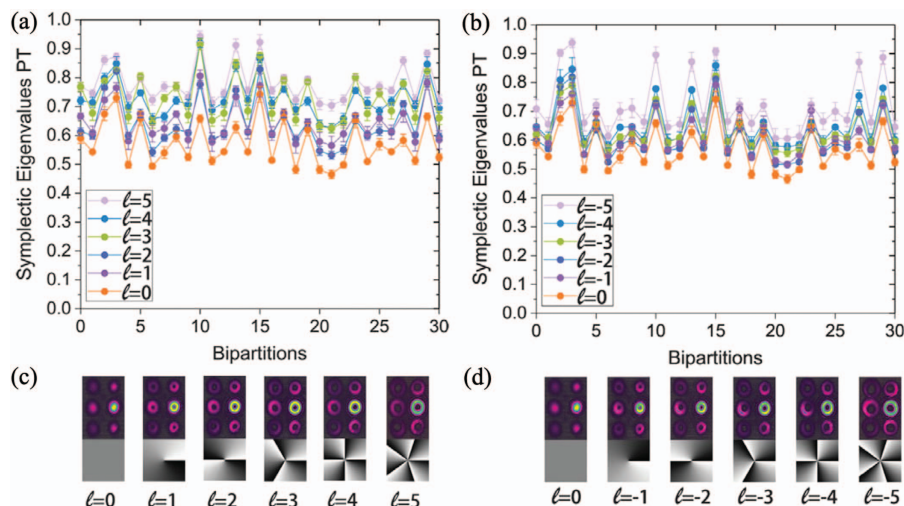 (a)
Symplectic Eigenvalues PT
1.0
0.9
0.8
0.7
0.6
0.5
0.4
0.3
0.2
0.1
0.0
ℓ=5
ℓ=4
ℓ=3
ℓ=2
ℓ=1
ℓ=0
0 5 10 15 20 25 30
Bipartitions
(b)
Symplectic Eigenvalues PT
1.0
0.9
0.8
0.7
0.6
0.5
0.4
0.3
0.2
0.1
0.0
ℓ=-5
ℓ=-4
ℓ=-3
ℓ=-2
ℓ=-1
ℓ=0
0 5 10 15 20 25 30
Bipartitions
(c)
ℓ=0 ℓ=1 ℓ=2 ℓ=3 ℓ=4 ℓ=5
(d)
ℓ=0 ℓ=-1 ℓ=-2 ℓ=-3 ℓ=-4 ℓ=-5